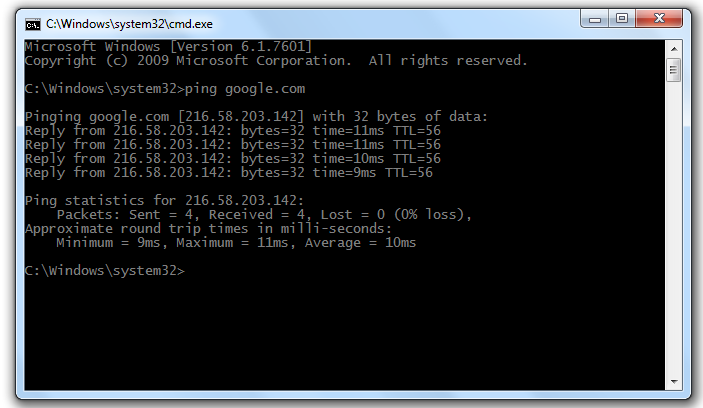 C:\Windows\system32\cmd.exe
Microsoft Windows [Version 6.1.7601]
Copyright (c) 2009 Microsoft Corporation.  All rights reserved.
C:\Windows\system32>ping google.com
Pinging google.com [216.58.203.142] with 32 bytes of data:
Reply from 216.58.203.142: bytes=32 time=11ms TTL=56
Reply from 216.58.203.142: bytes=32 time=11ms TTL=56
Reply from 216.58.203.142: bytes=32 time=10ms TTL=56
Reply from 216.58.203.142: bytes=32 time=9ms TTL=56
Ping statistics for 216.58.203.142:
    Packets: Sent = 4, Received = 4, Lost = 0 (0% loss),
Approximate round trip times in milli-seconds:
    Minimum = 9ms, Maximum = 11ms, Average = 10ms
C:\Windows\system32>